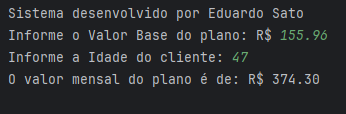 Sistema desenvolvido por Eduardo Sato
Informe o Valor Base do plano: R$ 155.96
Informe a Idade do cliente: 47
O valor mensal do plano é de: R$ 374.30